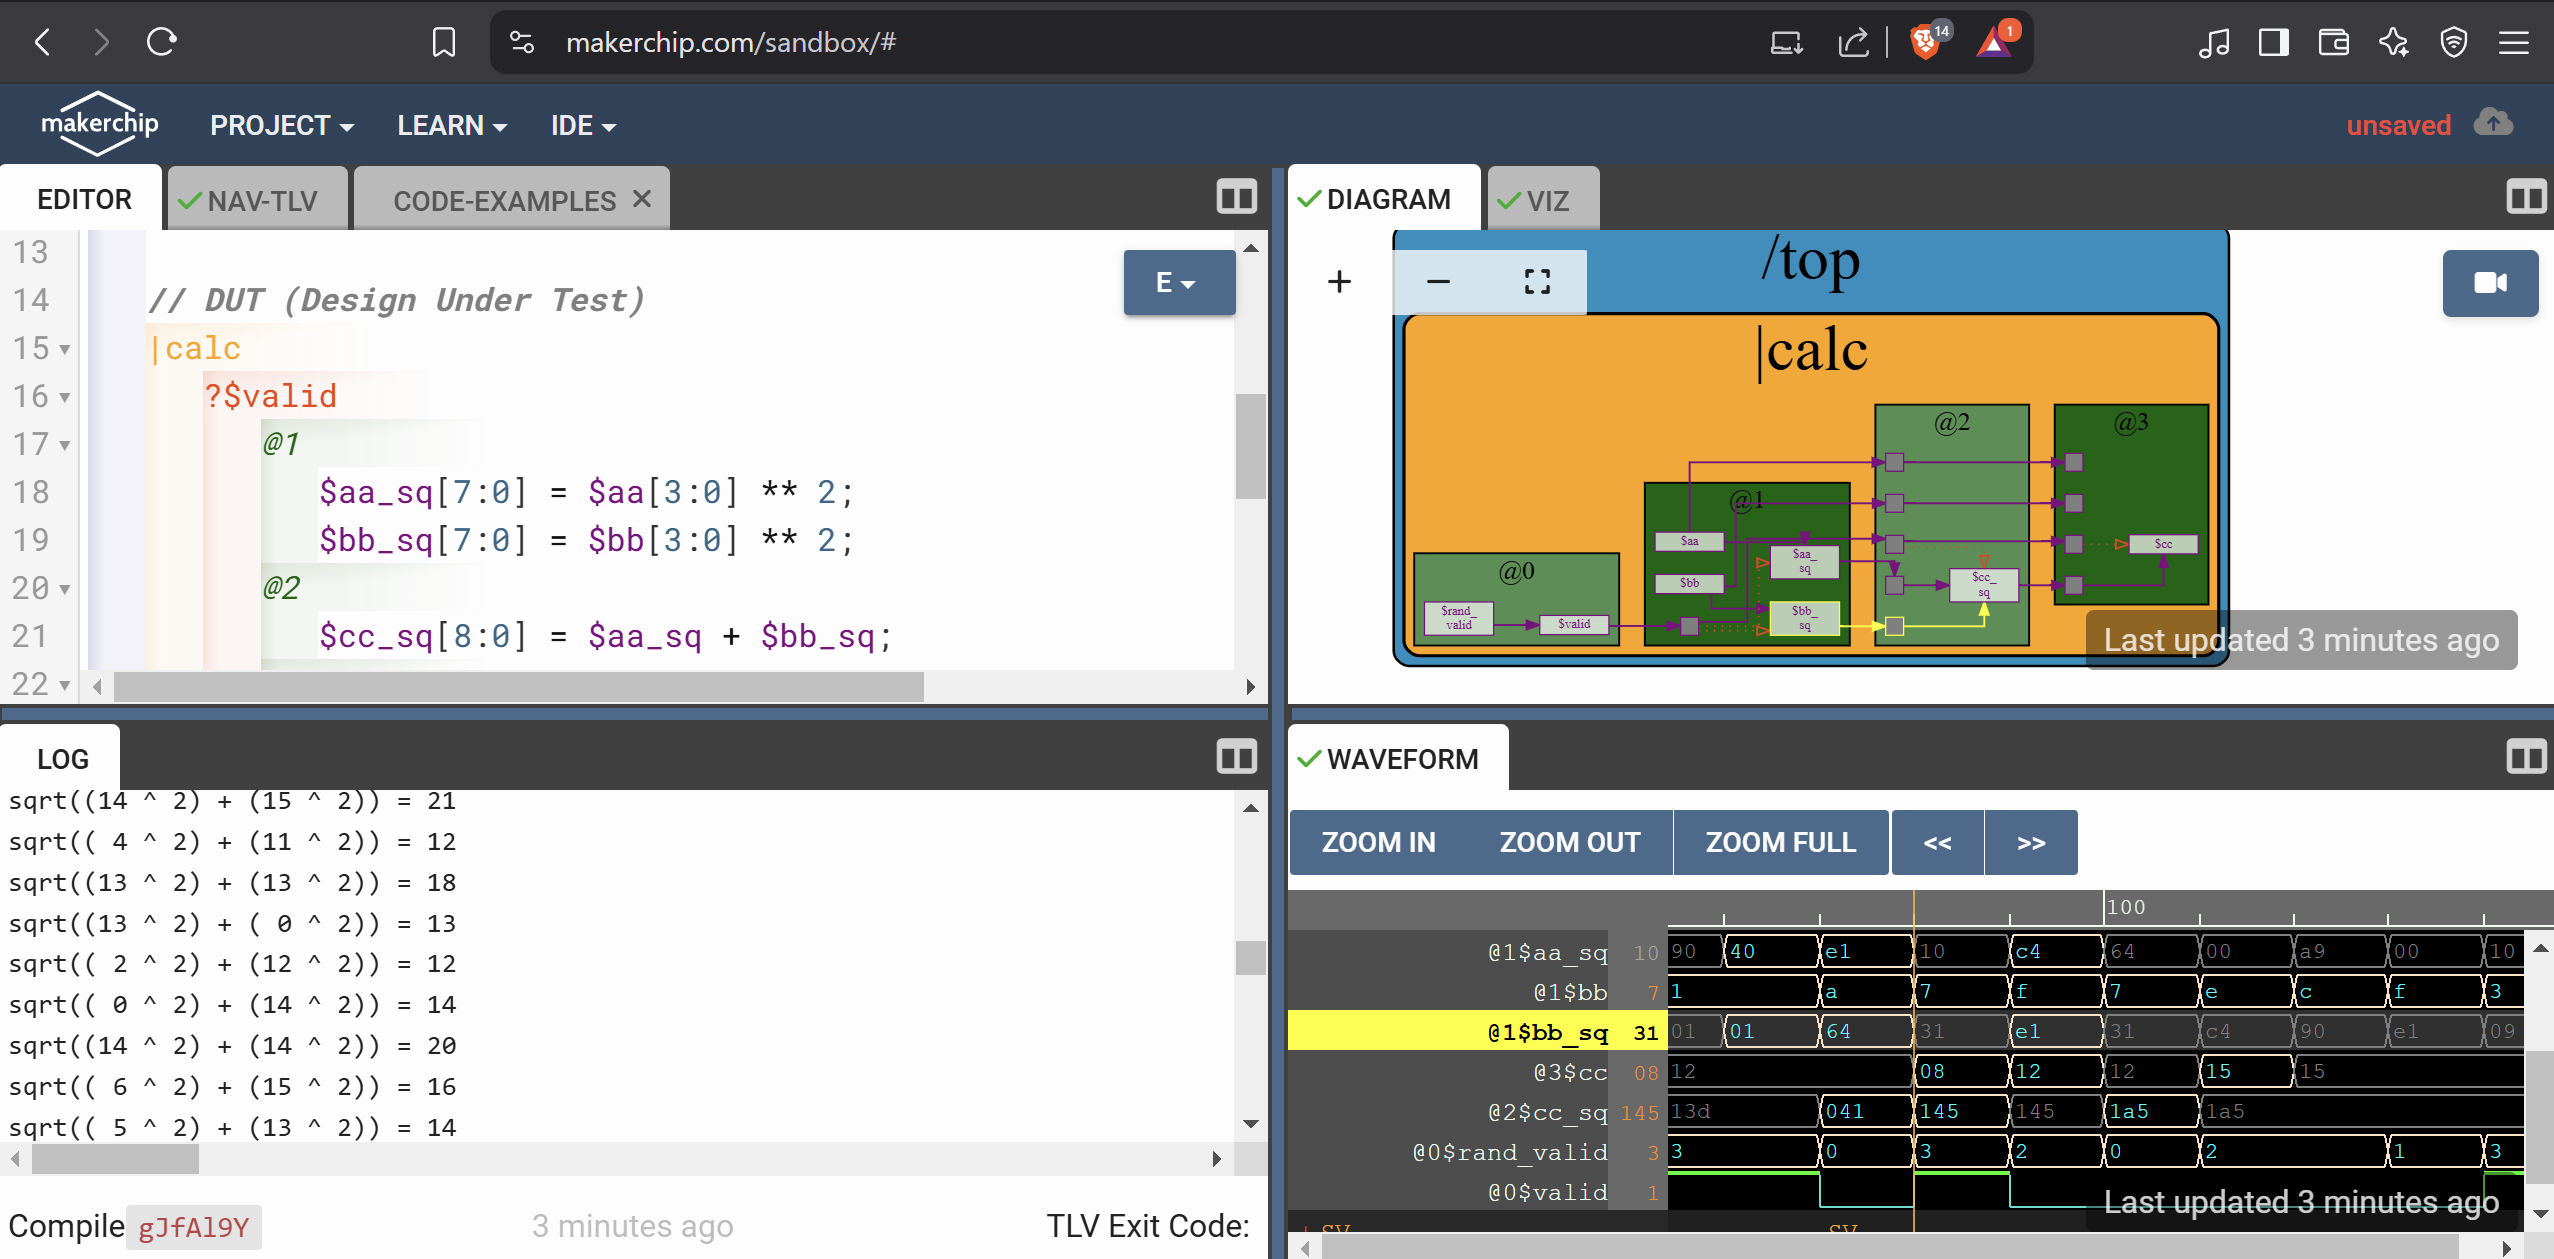 14
1
makerchip.com/sandbox/#
makerchip
PROJECT
LEARN
IDE
unsaved
EDITOR
NAV-TLV
CODE-EXAMPLES
13
14 // DUT (Design Under Test)
15 |calc
16 ?$valid
17 @1
18 $aa_sq[7:0] = $aa[3:0] ** 2;
19 $bb_sq[7:0] = $bb[3:0] ** 2;
20 @2
21 $cc_sq[8:0] = $aa_sq + $bb_sq;
22
E
DIAGRAM
VIZ
/top
|calc
@0
$rand_
valid
$valid
@1
$aa
$bb
$aa_
sq
$bb_
sq
@2
$cc_
sq
@3
$cc
Last updated 3 minutes ago
LOG
sqrt((14 ^ 2) + (15 ^ 2)) = 21
sqrt(( 4 ^ 2) + (11 ^ 2)) = 12
sqrt((13 ^ 2) + (13 ^ 2)) = 18
sqrt((13 ^ 2) + ( 0 ^ 2)) = 13
sqrt(( 2 ^ 2) + (12 ^ 2)) = 12
sqrt(( 0 ^ 2) + (14 ^ 2)) = 14
sqrt((14 ^ 2) + (14 ^ 2)) = 20
sqrt(( 6 ^ 2) + (15 ^ 2)) = 16
sqrt(( 5 ^ 2) + (13 ^ 2)) = 14
Compile gJfAl9Y 3 minutes ago TLV Exit Code:
WAVEFORM
ZOOM IN
ZOOM OUT
ZOOM FULL
<<
>>
100
@1$aa_sq 10 90 40 e1 10 c4 64 00 a9 00 10
@1$bb 7 1 a 7 f 7 e c f 3
@1$bb_sq 31 01 01 64 31 e1 31 c4 90 e1 09
@3$cc 08 12 08 12 12 15 15
@2$cc_sq 145 13d 041 145 145 1a5 1a5
@0$rand_valid 3 3 0 3 2 0 2 1 3
@0$valid 1
Last updated 3 minutes ago